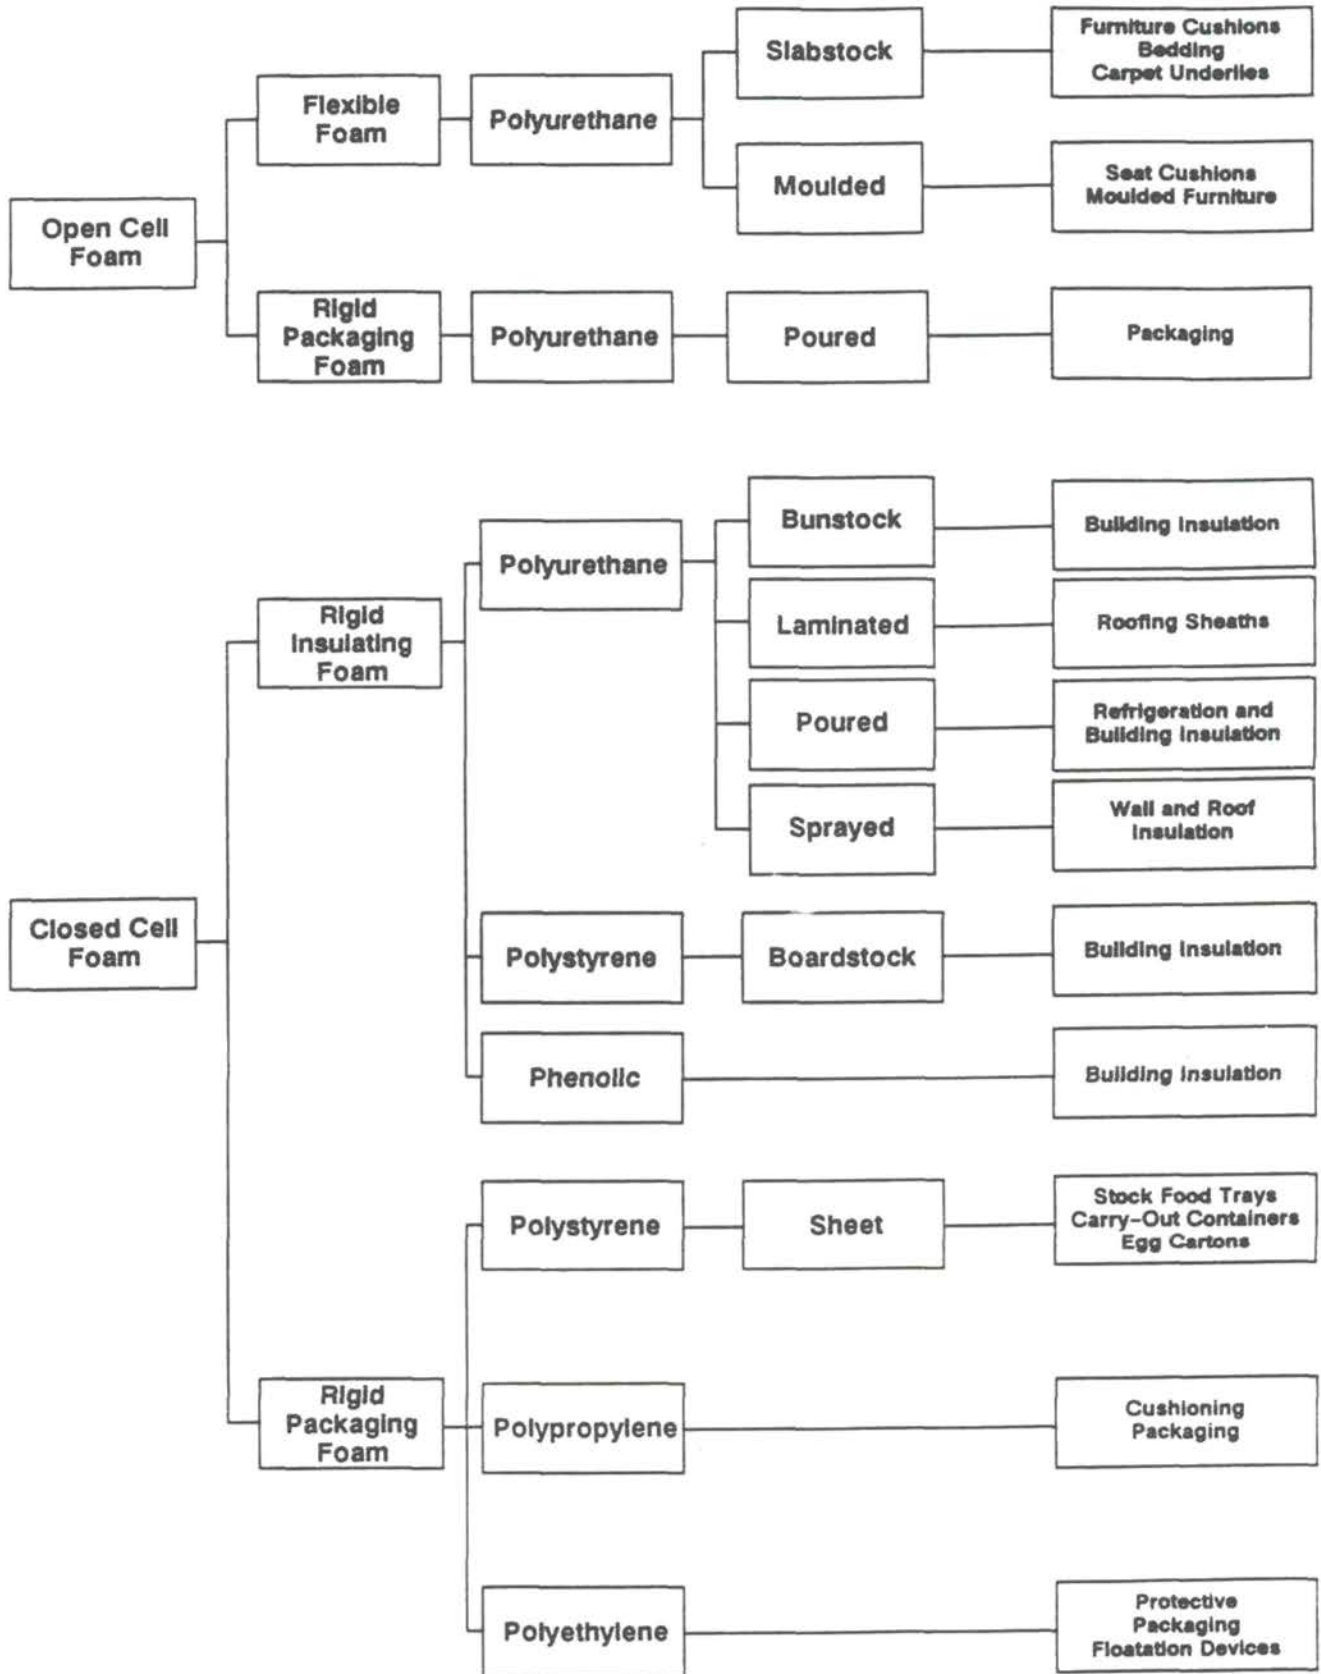 Open Cell
Foam
Flexible
Foam
Polyurethane
Slabstock
Furniture Cushions
Bedding
Carpet Underlies
Moulded
Seat Cushions
Moulded Furniture
Rigid
Packaging
Foam
Polyurethane
Poured
Packaging
Closed Cell
Foam
Rigid
Insulating
Foam
Polyurethane
Bunstock
Building Insulation
Laminated
Roofing Sheaths
Poured
Refrigeration and
Building Insulation
Sprayed
Wall and Roof
Insulation
Polystyrene
Boardstock
Building Insulation
Phenolic
Building Insulation
Rigid
Packaging
Foam
Polystyrene
Sheet
Stock Food Trays
Carry-Out Containers
Egg Cartons
Polypropylene
Cushioning
Packaging
Polyethylene
Protective
Packaging
Floatation Devices